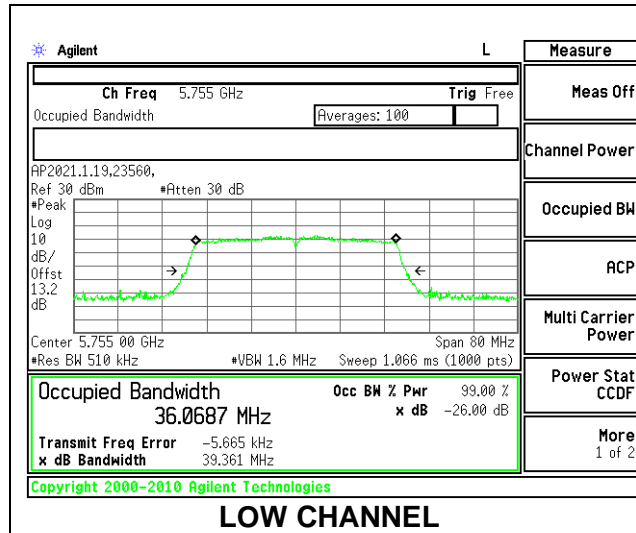 Agilent L Measure
Ch Freq 5.755 GHz Trig Free
Meas Off
Occupied Bandwidth Averages: 100
Channel Power
AP2021.1.19,23560,
Ref 30 dBm #Atten 30 dB
#Peak
Log
10
dB/
Offst
13.2
dB
Occupied BW
ACP
Multi Carrier
Power
Center 5.755 00 GHz Span 80 MHz
#Res BW 510 kHz #VBW 1.6 MHz Sweep 1.066 ms (1000 pts)
Power Stat
CCDF
Occupied Bandwidth Occ BW % Pwr 99.00 %
36.0687 MHz x dB -26.00 dB
Transmit Freq Error -5.665 kHz
x dB Bandwidth 39.361 MHz
More
1 of 2
Copyright 2000-2010 Agilent Technologies
LOW CHANNEL